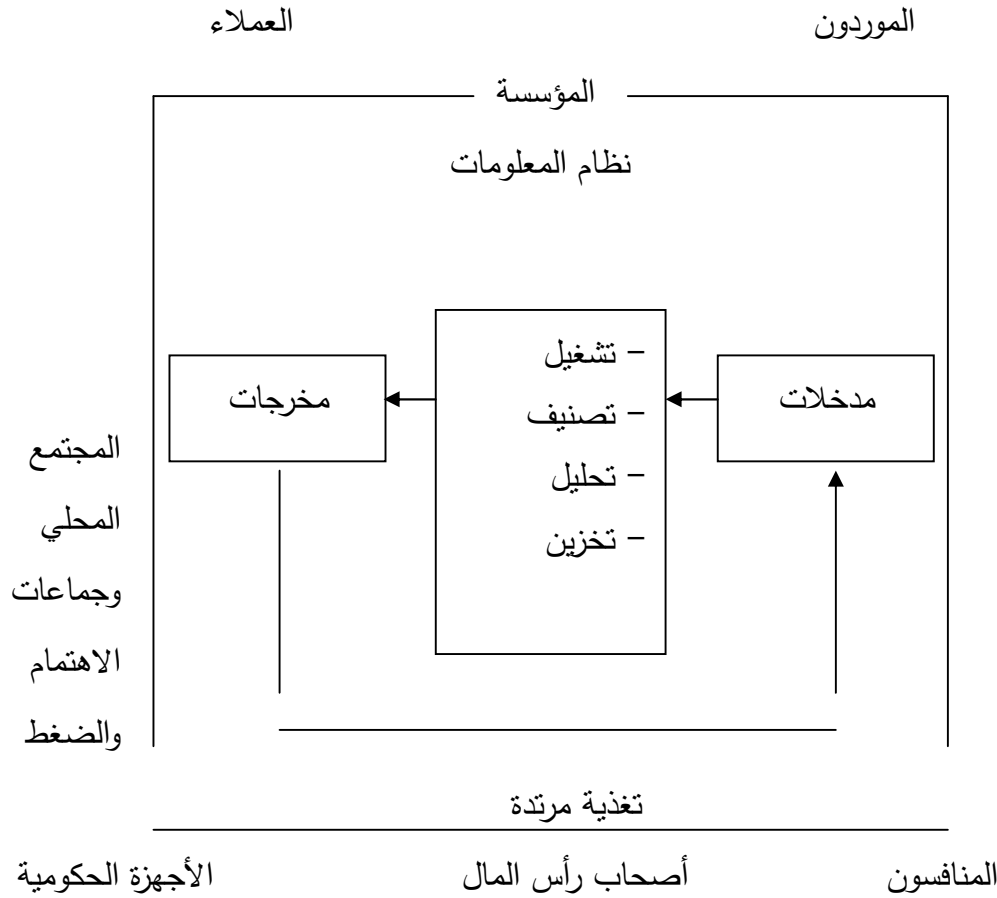 الموردون
العملاء
المؤسسة
نظام المعلومات
مدخلات
– تشغيل
– تصنيف
– تحليل
– تخزين
مخرجات
المجتمع
المحلي
وجماعات
الاهتمام
والضغط
تغذية مرتدة
المنافسون
أصحاب رأس المال
الأجهزة الحكومية